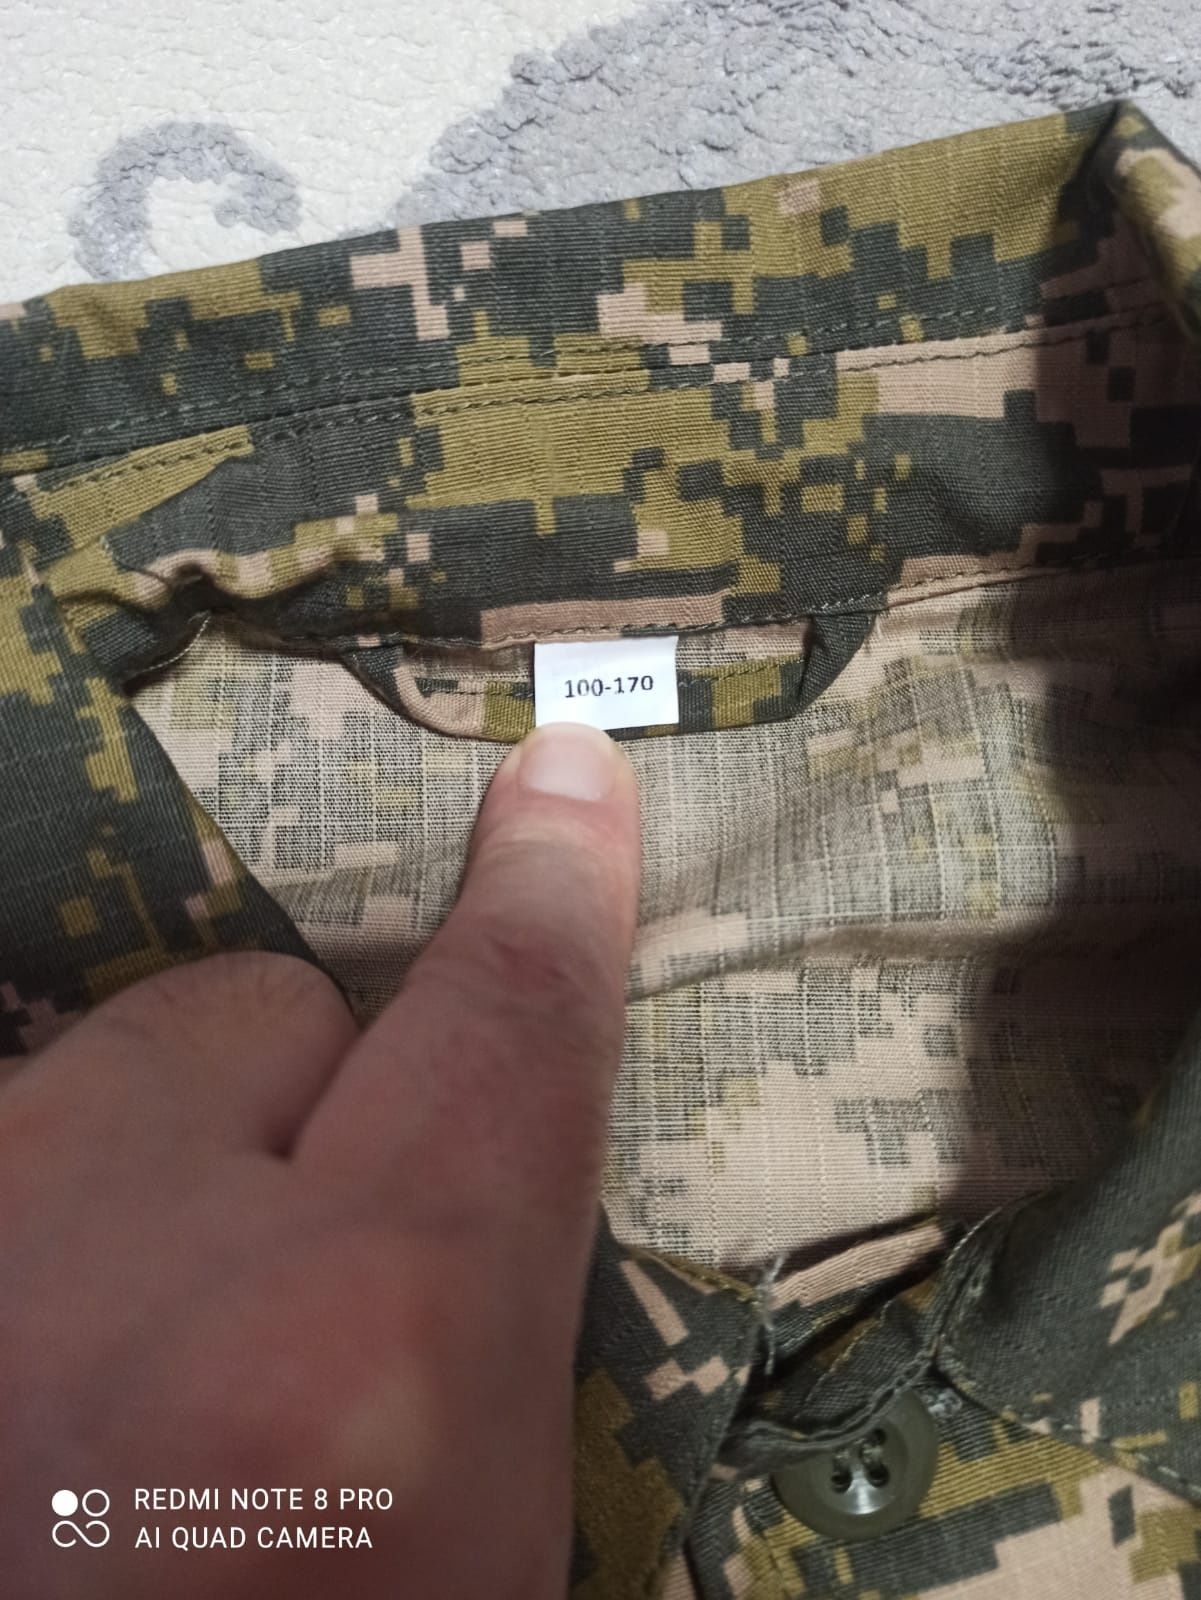 100-170
REDMI NOTE 8 PRO
AI QUAD CAMERA